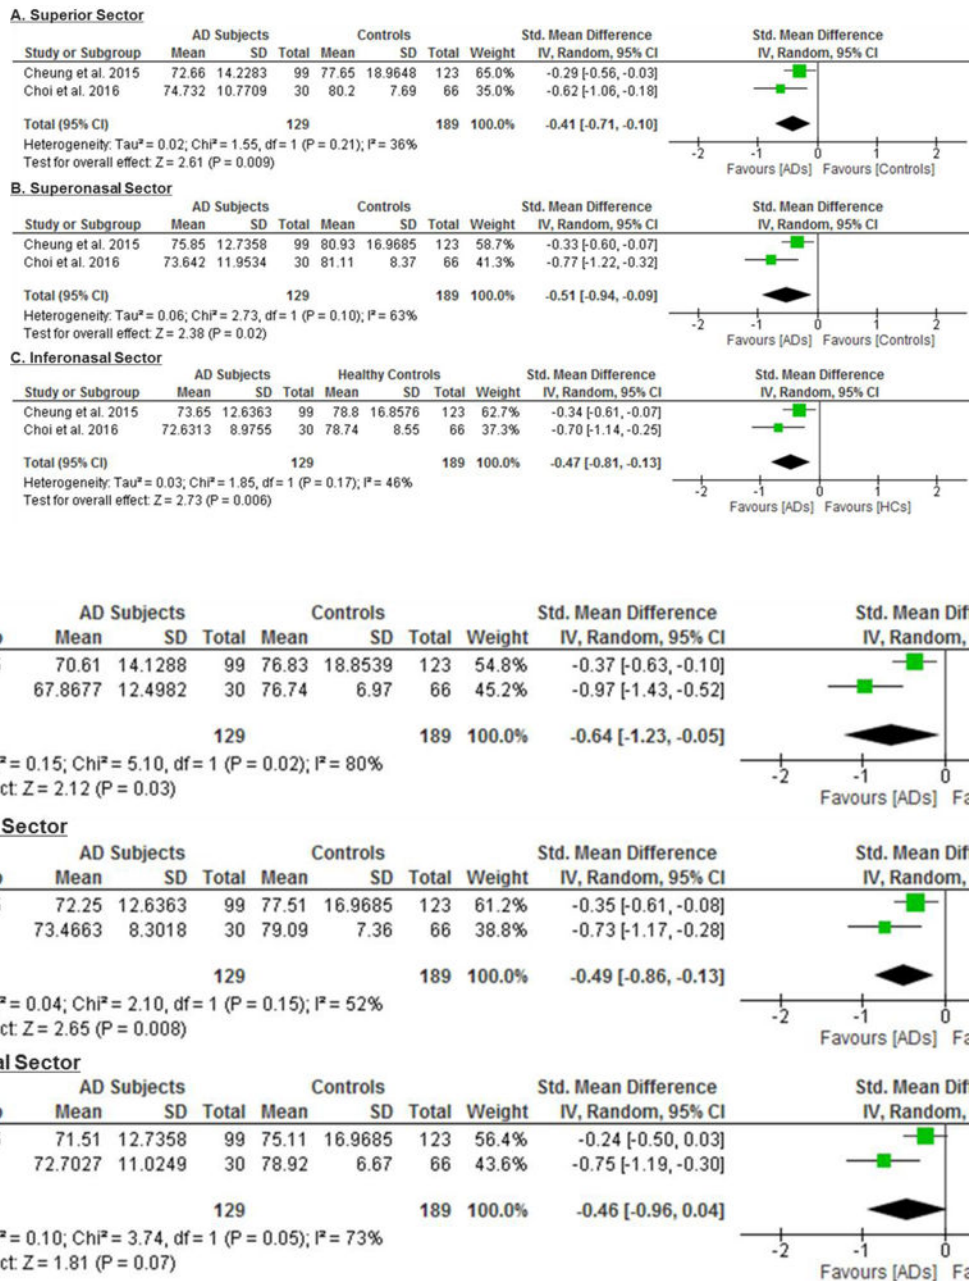 A. Superior Sector
AD Subjects Controls Std. Mean Difference Std. Mean Difference
Study or Subgroup Mean SD Total Mean SD Total Weight IV, Random, 95% CI IV, Random, 95% CI
Cheung et al. 2015 72.66 14.2283 99 77.65 18.9648 123 65.0% -0.29 [-0.56, -0.03]
Choi et al. 2016 74.732 10.7709 30 80.2 7.69 66 35.0% -0.62 [-1.06, -0.18]
Total (95% CI) 129 189 100.0% -0.41 [-0.71, -0.10]
Heterogeneity: Tau² = 0.02; Chi² = 1.55, df = 1 (P = 0.21); I² = 36%
Test for overall effect: Z = 2.61 (P = 0.009)
-2 -1 0 1 2
Favours [ADs] Favours [Controls]
B. Superonasal Sector
AD Subjects Controls Std. Mean Difference Std. Mean Difference
Study or Subgroup Mean SD Total Mean SD Total Weight IV, Random, 95% CI IV, Random, 95% CI
Cheung et al. 2015 75.85 12.7358 99 80.93 16.9685 123 58.7% -0.33 [-0.60, -0.07]
Choi et al. 2016 73.642 11.9534 30 81.11 8.37 66 41.3% -0.77 [-1.22, -0.32]
Total (95% CI) 129 189 100.0% -0.51 [-0.94, -0.09]
Heterogeneity: Tau² = 0.06; Chi² = 2.73, df = 1 (P = 0.10); I² = 63%
Test for overall effect: Z = 2.38 (P = 0.02)
-2 -1 0 1 2
Favours [ADs] Favours [Controls]
C. Inferonasal Sector
AD Subjects Healthy Controls Std. Mean Difference Std. Mean Difference
Study or Subgroup Mean SD Total Mean SD Total Weight IV, Random, 95% CI IV, Random, 95% CI
Cheung et al. 2015 73.65 12.6363 99 78.8 16.8576 123 62.7% -0.34 [-0.61, -0.07]
Choi et al. 2016 72.6313 8.9755 30 78.74 8.55 66 37.3% -0.70 [-1.14, -0.25]
Total (95% CI) 129 189 100.0% -0.47 [-0.81, -0.13]
Heterogeneity: Tau² = 0.03; Chi² = 1.85, df = 1 (P = 0.17); I² = 46%
Test for overall effect: Z = 2.73 (P = 0.006)
-2 -1 0 1 2
Favours [ADs] Favours [HCs]
AD Subjects Controls Std. Mean Difference Std. Mean Dif
Mean SD Total Mean SD Total Weight IV, Random, 95% CI IV, Random,
70.61 14.1288 99 76.83 18.8539 123 54.8% -0.37 [-0.63, -0.10]
67.8677 12.4982 30 76.74 6.97 66 45.2% -0.97 [-1.43, -0.52]
129 189 100.0% -0.64 [-1.23, -0.05]
² = 0.15; Chi² = 5.10, df = 1 (P = 0.02); I² = 80%
ct: Z = 2.12 (P = 0.03)
-2 -1 0
Favours [ADs] Fa
Sector
AD Subjects Controls Std. Mean Difference Std. Mean Dif
Mean SD Total Mean SD Total Weight IV, Random, 95% CI IV, Random,
72.25 12.6363 99 77.51 16.9685 123 61.2% -0.35 [-0.61, -0.08]
73.4663 8.3018 30 79.09 7.36 66 38.8% -0.73 [-1.17, -0.28]
129 189 100.0% -0.49 [-0.86, -0.13]
² = 0.04; Chi² = 2.10, df = 1 (P = 0.15); I² = 52%
ct: Z = 2.65 (P = 0.008)
-2 -1 0
Favours [ADs] Fa
al Sector
AD Subjects Controls Std. Mean Difference Std. Mean Dif
Mean SD Total Mean SD Total Weight IV, Random, 95% CI IV, Random,
71.51 12.7358 99 75.11 16.9685 123 56.4% -0.24 [-0.50, 0.03]
72.7027 11.0249 30 78.92 6.67 66 43.6% -0.75 [-1.19, -0.30]
129 189 100.0% -0.46 [-0.96, 0.04]
² = 0.10; Chi² = 3.74, df = 1 (P = 0.05); I² = 73%
ct: Z = 1.81 (P = 0.07)
-2 -1 0
Favours [ADs] Fa